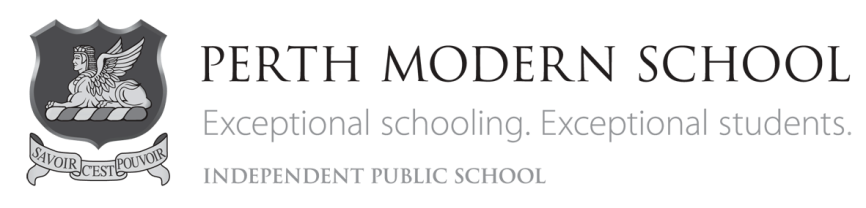 PERTH MODERN SCHOOL
Exceptional schooling. Exceptional students.
INDEPENDENT PUBLIC SCHOOL
SAVOIR C'EST POUVOIR